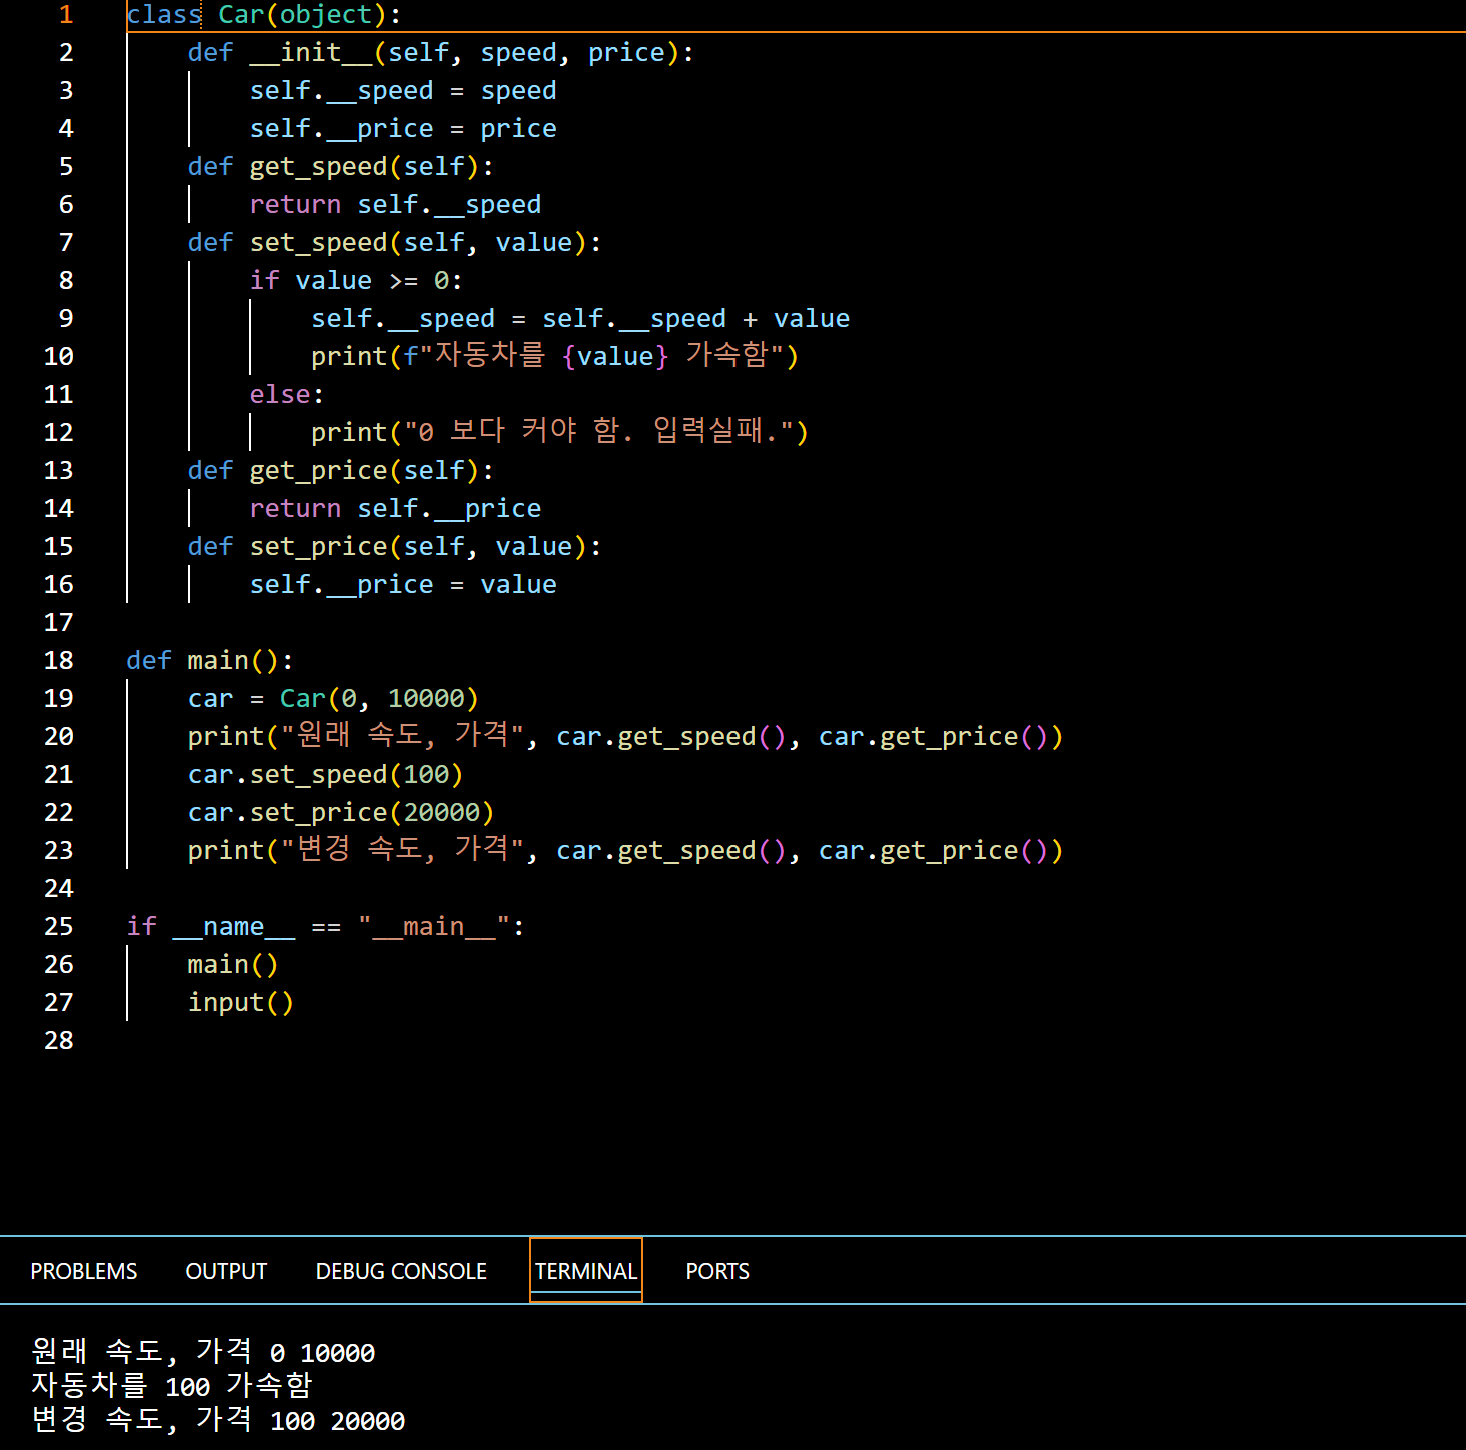 1 class Car(object):
2     def __init__(self, speed, price):
3         self.__speed = speed
4         self.__price = price
5     def get_speed(self):
6         return self.__speed
7     def set_speed(self, value):
8         if value >= 0:
9             self.__speed = self.__speed + value
10             print(f"자동차를 {value} 가속함")
11         else:
12             print("0 보다 커야 함. 입력실패.")
13     def get_price(self):
14         return self.__price
15     def set_price(self, value):
16         self.__price = value
17
18 def main():
19     car = Car(0, 10000)
20     print("원래 속도, 가격", car.get_speed(), car.get_price())
21     car.set_speed(100)
22     car.set_price(20000)
23     print("변경 속도, 가격", car.get_speed(), car.get_price())
24
25 if __name__ == "__main__":
26     main()
27     input()
28
PROBLEMS OUTPUT DEBUG CONSOLE TERMINAL PORTS
원래 속도, 가격 0 10000
자동차를 100 가속함
변경 속도, 가격 100 20000